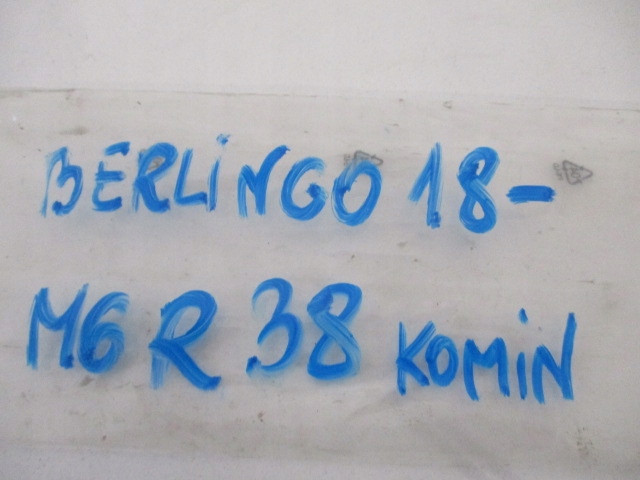 BERLiNGO 18-
M6 R 38 KOMiN